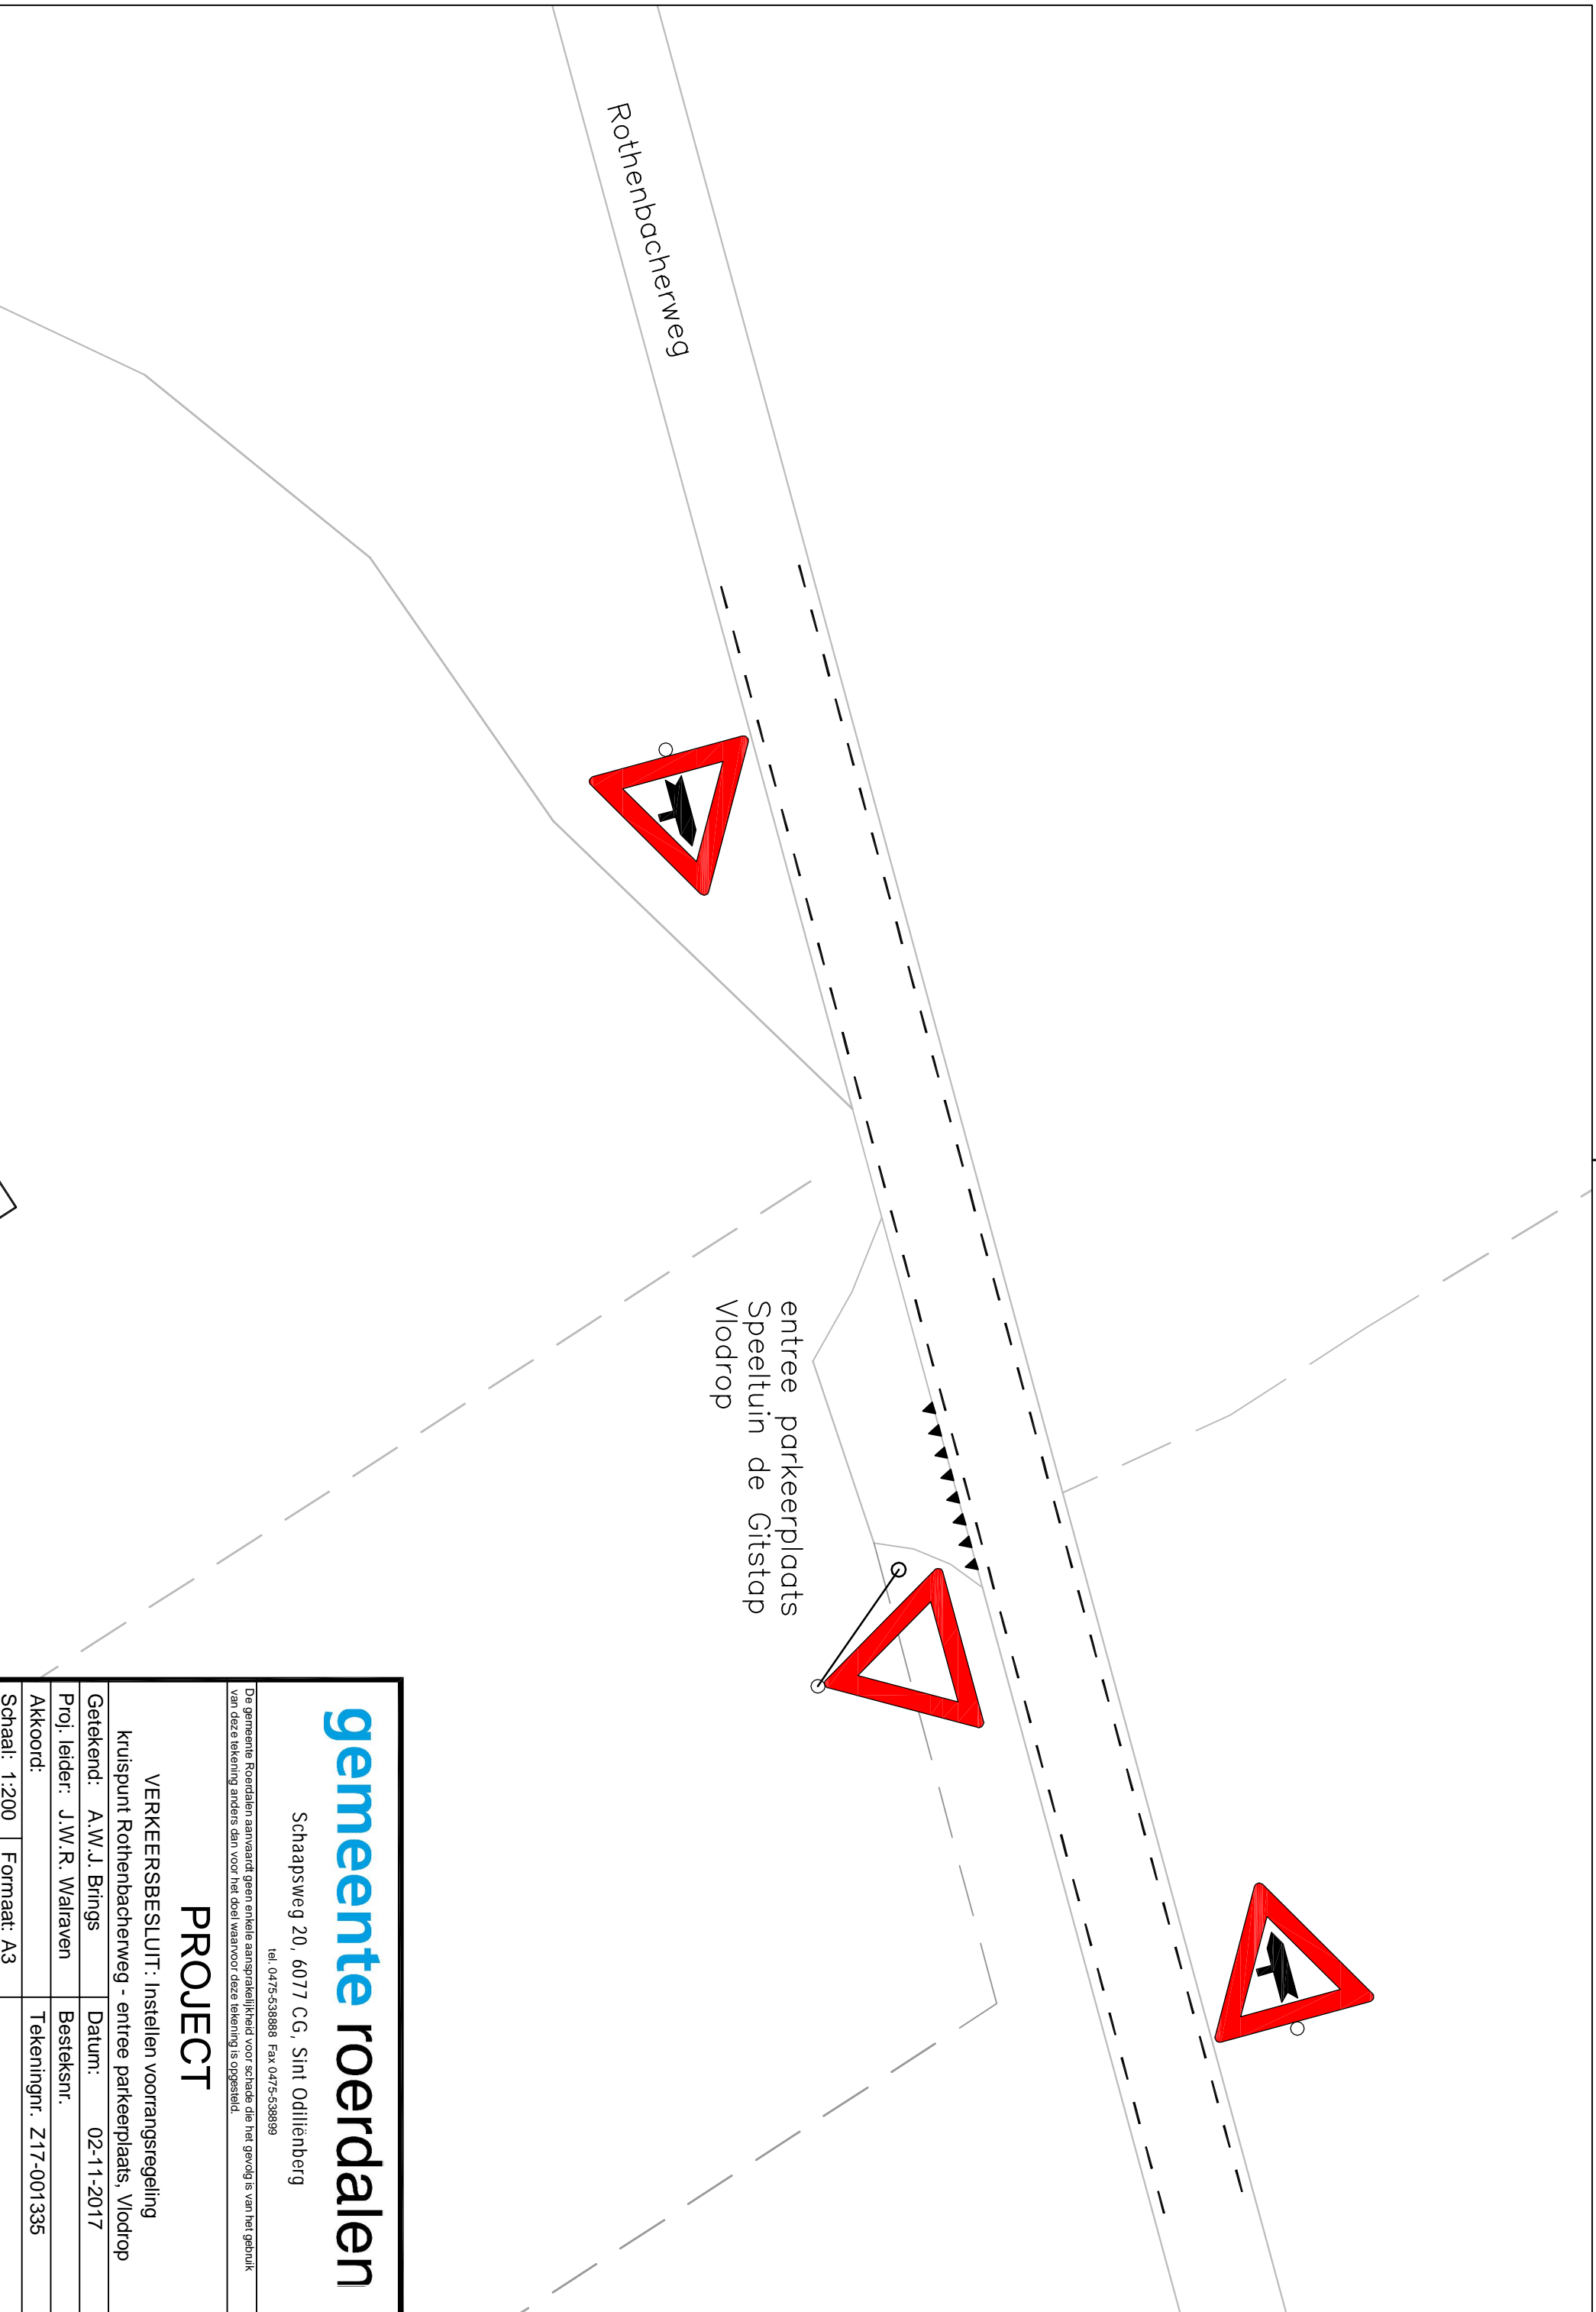 Rothenbacherweg
entree parkeerplaats
Speeltuin de Gitstap
Vlodrop
gemeente roerdalen
Schaapsweg 20, 6077 CG, Sint Odiliënberg
tel. 0475-538888 Fax 0475-538899
De gemeente Roerdalen aanvaardt geen enkele aansprakelijkheid voor schade die het gevolg is van het gebruik
van deze tekening anders dan voor het doel waarvoor deze tekening is opgesteld.
PROJECT
VERKEERSBESLUIT: Instellen voorrangsregeling
kruispunt Rothenbacherweg - entree parkeerplaats, Vlodrop
Getekend: A.W.J. Brings Datum: 02-11-2017
Proj. leider: J.W.R. Walraven Besteksnr.
Akkoord: Tekeningnr. Z17-001335
Schaal: 1:200 Formaat: A3